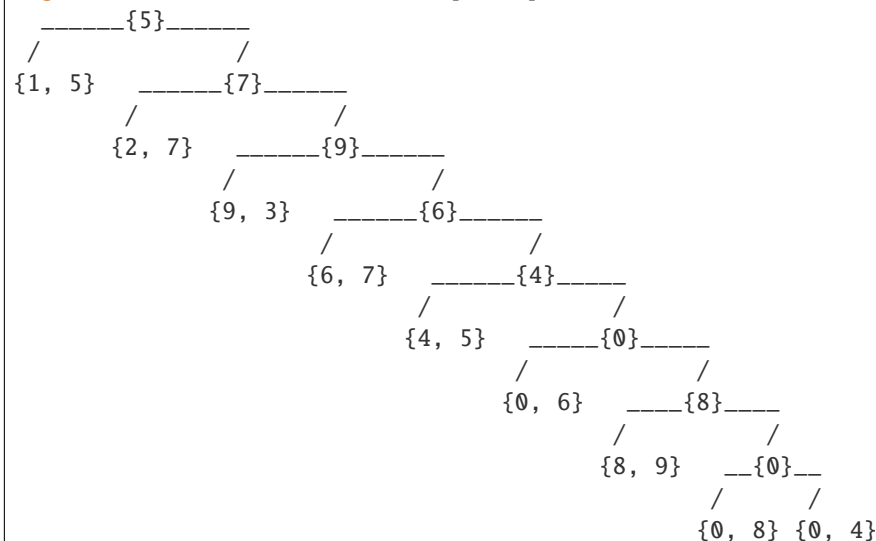 ______{5}______
/ /
{1, 5} ______{7}______
/ /
{2, 7} ______{9}______
/ /
{9, 3} ______{6}______
/ /
{6, 7} ______{4}_____
/ /
{4, 5} _____{0}_____
/ /
{0, 6} ____{8}____
/ /
{8, 9} __{0}__
/ /
{0, 8} {0, 4}